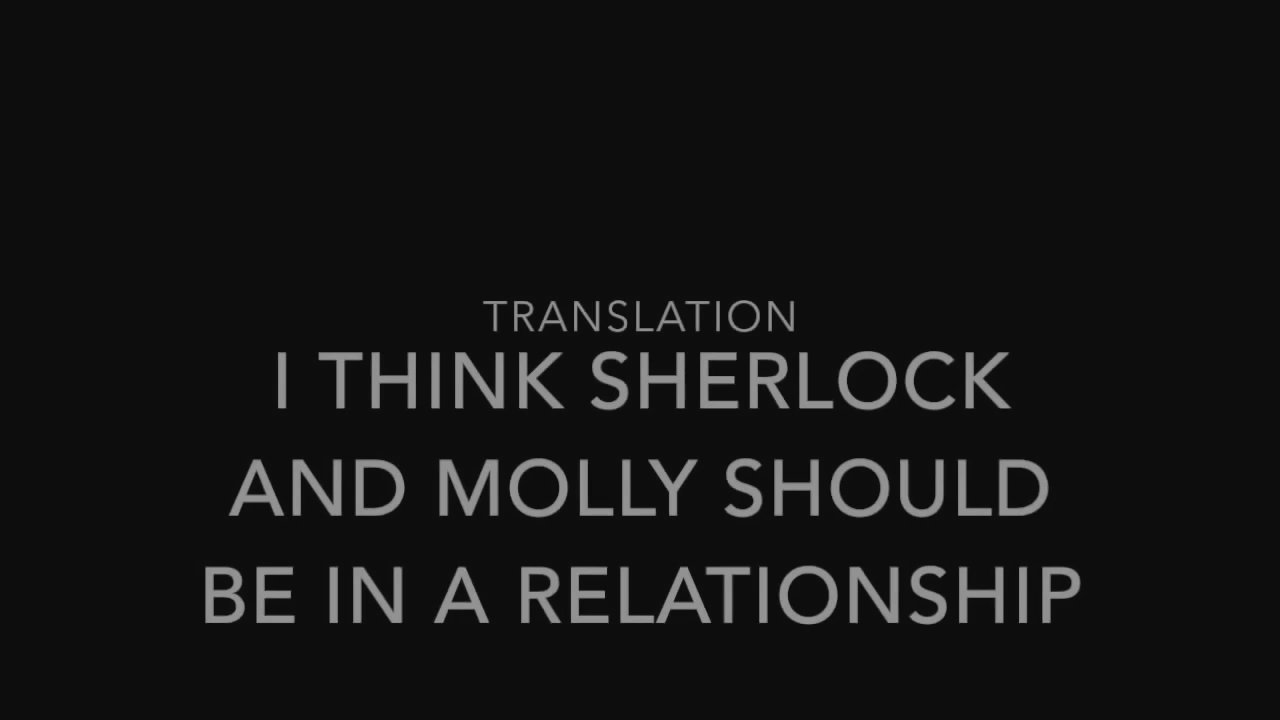 TRANSLATION
I THINK SHERLOCK
AND MOLLY SHOULD
BE IN A RELATIONSHIP